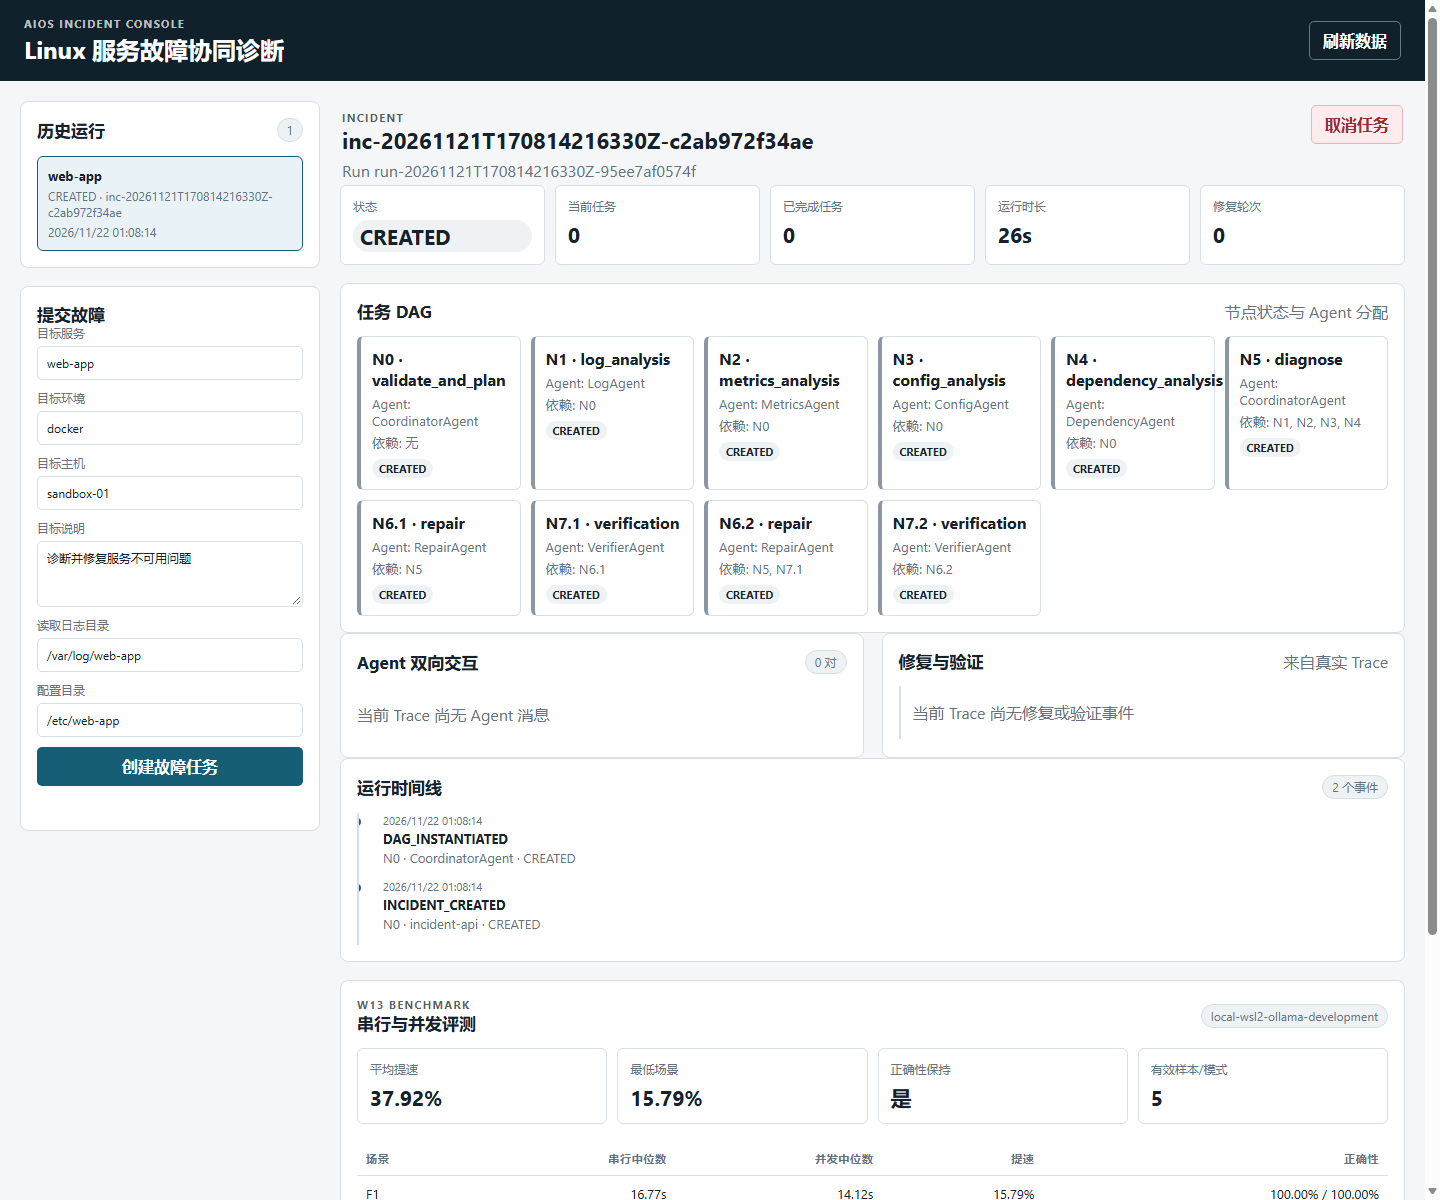 AIOS INCIDENT CONSOLE
Linux 服务故障协同诊断
刷新数据
历史运行
1
web-app
CREATED · inc-20261121T170814216330Z-
c2ab972f34ae
2026/11/22 01:08:14
提交故障
目标服务
web-app
目标环境
docker
目标主机
sandbox-01
目标说明
诊断并修复服务不可用问题
读取日志目录
/var/log/web-app
配置目录
/etc/web-app
创建故障任务
INCIDENT
inc-20261121T170814216330Z-c2ab972f34ae
Run run-20261121T170814216330Z-95ee7af0574f
取消任务
状态
CREATED
当前任务
0
已完成任务
0
运行时长
26s
修复轮次
0
任务 DAG
节点状态与 Agent 分配
N0 ·
validate_and_plan
Agent:
CoordinatorAgent
依赖: 无
CREATED
N1 · log_analysis
Agent: LogAgent
依赖: N0
CREATED
N2 ·
metrics_analysis
Agent: MetricsAgent
依赖: N0
CREATED
N3 ·
config_analysis
Agent: ConfigAgent
依赖: N0
CREATED
N4 ·
dependency_analysis
Agent:
DependencyAgent
依赖: N0
CREATED
N5 · diagnose
Agent:
CoordinatorAgent
依赖: N1, N2, N3, N4
CREATED
N6.1 · repair
Agent: RepairAgent
依赖: N5
CREATED
N7.1 · verification
Agent: VerifierAgent
依赖: N6.1
CREATED
N6.2 · repair
Agent: RepairAgent
依赖: N5, N7.1
CREATED
N7.2 · verification
Agent: VerifierAgent
依赖: N6.2
CREATED
Agent 双向交互
0 对
当前 Trace 尚无 Agent 消息
修复与验证
来自真实 Trace
当前 Trace 尚无修复或验证事件
运行时间线
2 个事件
2026/11/22 01:08:14
DAG_INSTANTIATED
N0 · CoordinatorAgent · CREATED
2026/11/22 01:08:14
INCIDENT_CREATED
N0 · incident-api · CREATED
W13 BENCHMARK
串行与并发评测
local-wsl2-ollama-development
平均提速
37.92%
最低场景
15.79%
正确性保持
是
有效样本/模式
5
场景 串行中位数 并发中位数 提速 正确性
F1 16.77s 14.12s 15.79% 100.00% / 100.00%